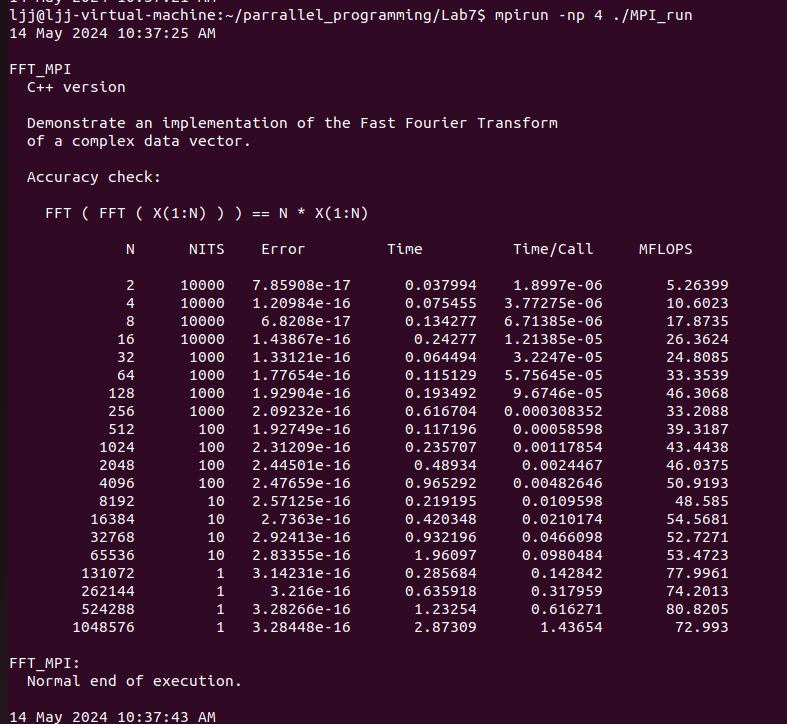 14 May 2024 10:37:21 AM
ljj@ljj-virtual-machine:~/parrallel_programming/Lab7$ mpirun -np 4 ./MPI_run
14 May 2024 10:37:25 AM
FFT_MPI
C++ version
Demonstrate an implementation of the Fast Fourier Transform
of a complex data vector.
Accuracy check:
FFT ( FFT ( X(1:N) ) ) == N * X(1:N)
N NITS Error Time Time/Call MFLOPS
2 10000 7.85908e-17 0.037994 1.8997e-06 5.26399
4 10000 1.20984e-16 0.075455 3.77275e-06 10.6023
8 10000 6.8208e-17 0.134277 6.71385e-06 17.8735
16 10000 1.43867e-16 0.24277 1.21385e-05 26.3624
32 1000 1.33121e-16 0.064494 3.2247e-05 24.8085
64 1000 1.77654e-16 0.115129 5.75645e-05 33.3539
128 1000 1.92904e-16 0.193492 9.6746e-05 46.3068
256 1000 2.09232e-16 0.616704 0.000308352 33.2088
512 100 1.92749e-16 0.117196 0.00058598 39.3187
1024 100 2.31209e-16 0.235707 0.00117854 43.4438
2048 100 2.44501e-16 0.48934 0.0024467 46.0375
4096 100 2.47659e-16 0.965292 0.00482646 50.9193
8192 10 2.57125e-16 0.219195 0.0109598 48.585
16384 10 2.7363e-16 0.420348 0.0210174 54.5681
32768 10 2.92413e-16 0.932196 0.0466098 52.7271
65536 10 2.83355e-16 1.96097 0.0980484 53.4723
131072 1 3.14231e-16 0.285684 0.142842 77.9961
262144 1 3.216e-16 0.635918 0.317959 74.2013
524288 1 3.28266e-16 1.23254 0.616271 80.8205
1048576 1 3.28448e-16 2.87309 1.43654 72.993
FFT_MPI:
Normal end of execution.
14 May 2024 10:37:43 AM